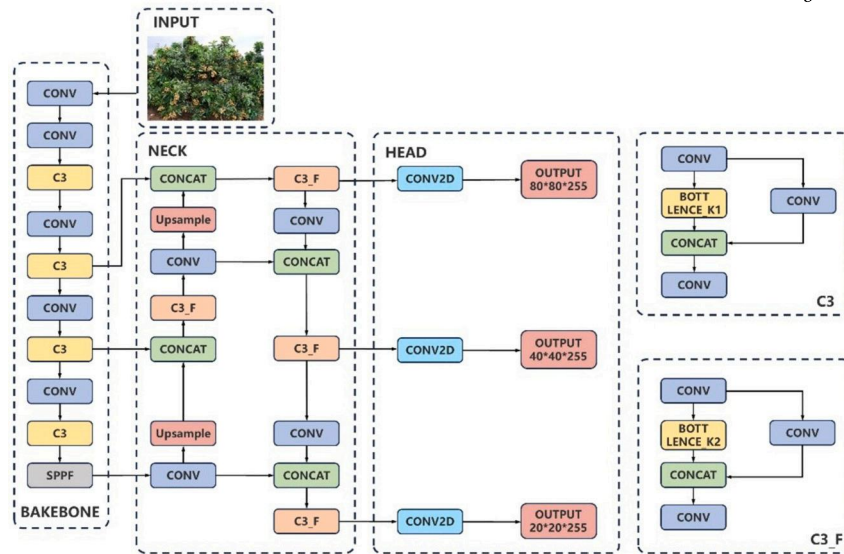 INPUT
CONV
CONV
C3
CONV
C3
CONV
C3
CONV
C3
SPPF
BAKEBONE
NECK
CONCAT
Upsample
CONV
C3_F
CONCAT
Upsample
CONV
C3_F
CONV
CONCAT
C3_F
CONV
CONCAT
C3_F
HEAD
CONV2D
OUTPUT
80*80*255
CONV2D
OUTPUT
40*40*255
CONV2D
OUTPUT
20*20*255
CONV
BOTT
LENCE_K1
CONV
CONCAT
CONV
C3
CONV
BOTT
LENCE_K2
CONV
CONCAT
CONV
C3_F